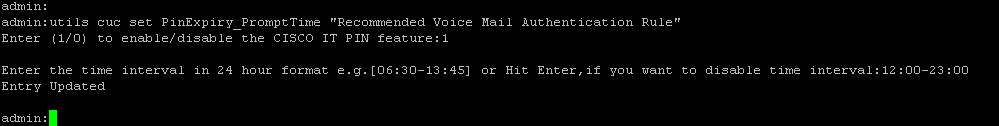 admin:
admin:utils cuc set PinExpiry_PromptTime "Recommended Voice Mail Authentication Rule"
Enter (1/0) to enable/disable the CISCO IT PIN feature:1
Enter the time interval in 24 hour format e.g.[06:30-13:45] or Hit Enter,if you want to disable time interval:12:00-23:00
Entry Updated
admin: